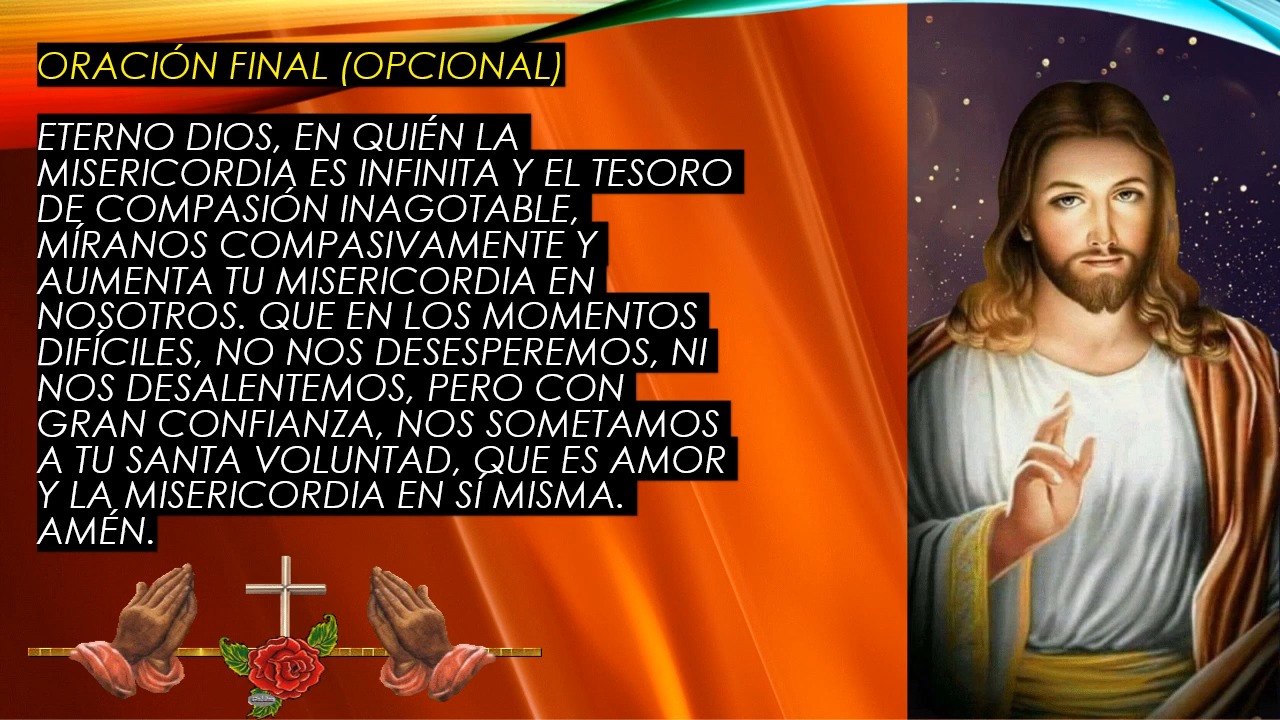 ORACIÓN FINAL (OPCIONAL)
ETERNO DIOS, EN QUIÉN LA
MISERICORDIA ES INFINITA Y EL TESORO
DE COMPASIÓN INAGOTABLE,
MÍRANOS COMPASIVAMENTE Y
AUMENTA TU MISERICORDIA EN
NOSOTROS. QUE EN LOS MOMENTOS
DIFÍCILES, NO NOS DESESPEREMOS, NI
NOS DESALENTEMOS, PERO CON
GRAN CONFIANZA, NOS SOMETAMOS
A TU SANTA VOLUNTAD, QUE ES AMOR
Y LA MISERICORDIA EN SÍ MISMA.
AMÉN.